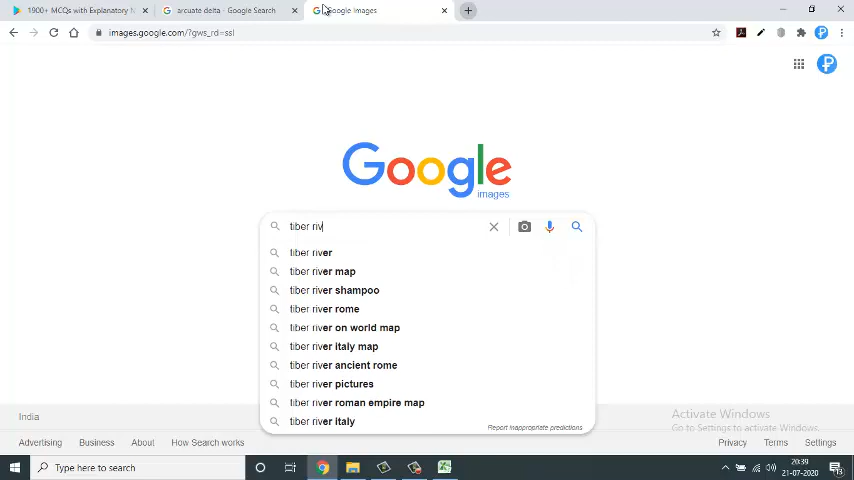 1900+ MCQs with Explanatory N
arcuate delta - Google Search
Google Images
images.google.com/?gws_rd=ssl
Google
images
tiber riv
tiber river
tiber river map
tiber river shampoo
tiber river rome
tiber river on world map
tiber river italy map
tiber river ancient rome
tiber river pictures
tiber river roman empire map
tiber river italy
Report inappropriate predictions
India
Activate Windows
Go to Settings to activate Windows.
Advertising Business About How Search works Privacy Terms Settings
Type here to search
20:39
21-07-2020